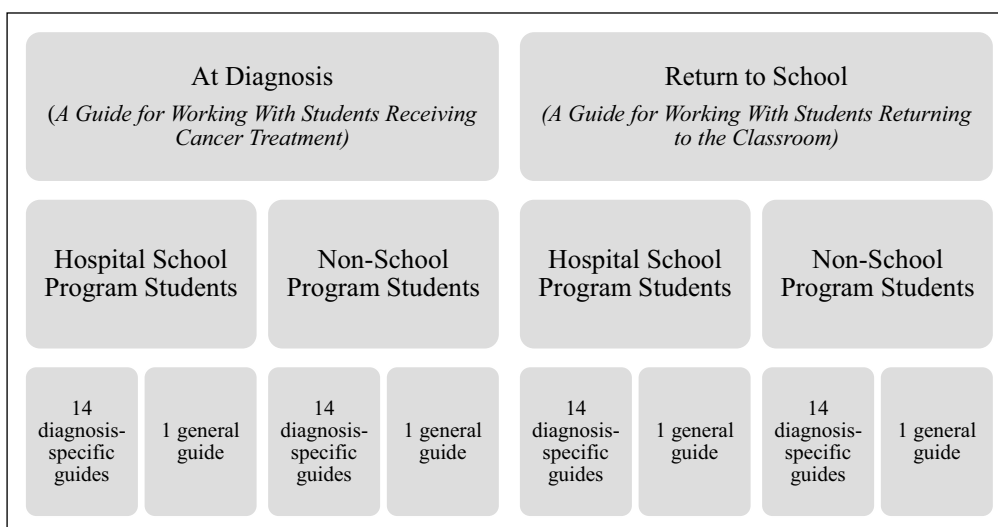 At Diagnosis
(A Guide for Working With Students Receiving
Cancer Treatment)
Return to School
(A Guide for Working With Students Returning
to the Classroom)
Hospital School
Program Students
Non-School
Program Students
Hospital School
Program Students
Non-School
Program Students
14
diagnosis-
specific
guides
1 general
guide
14
diagnosis-
specific
guides
1 general
guide
14
diagnosis-
specific
guides
1 general
guide
14
diagnosis-
specific
guides
1 general
guide